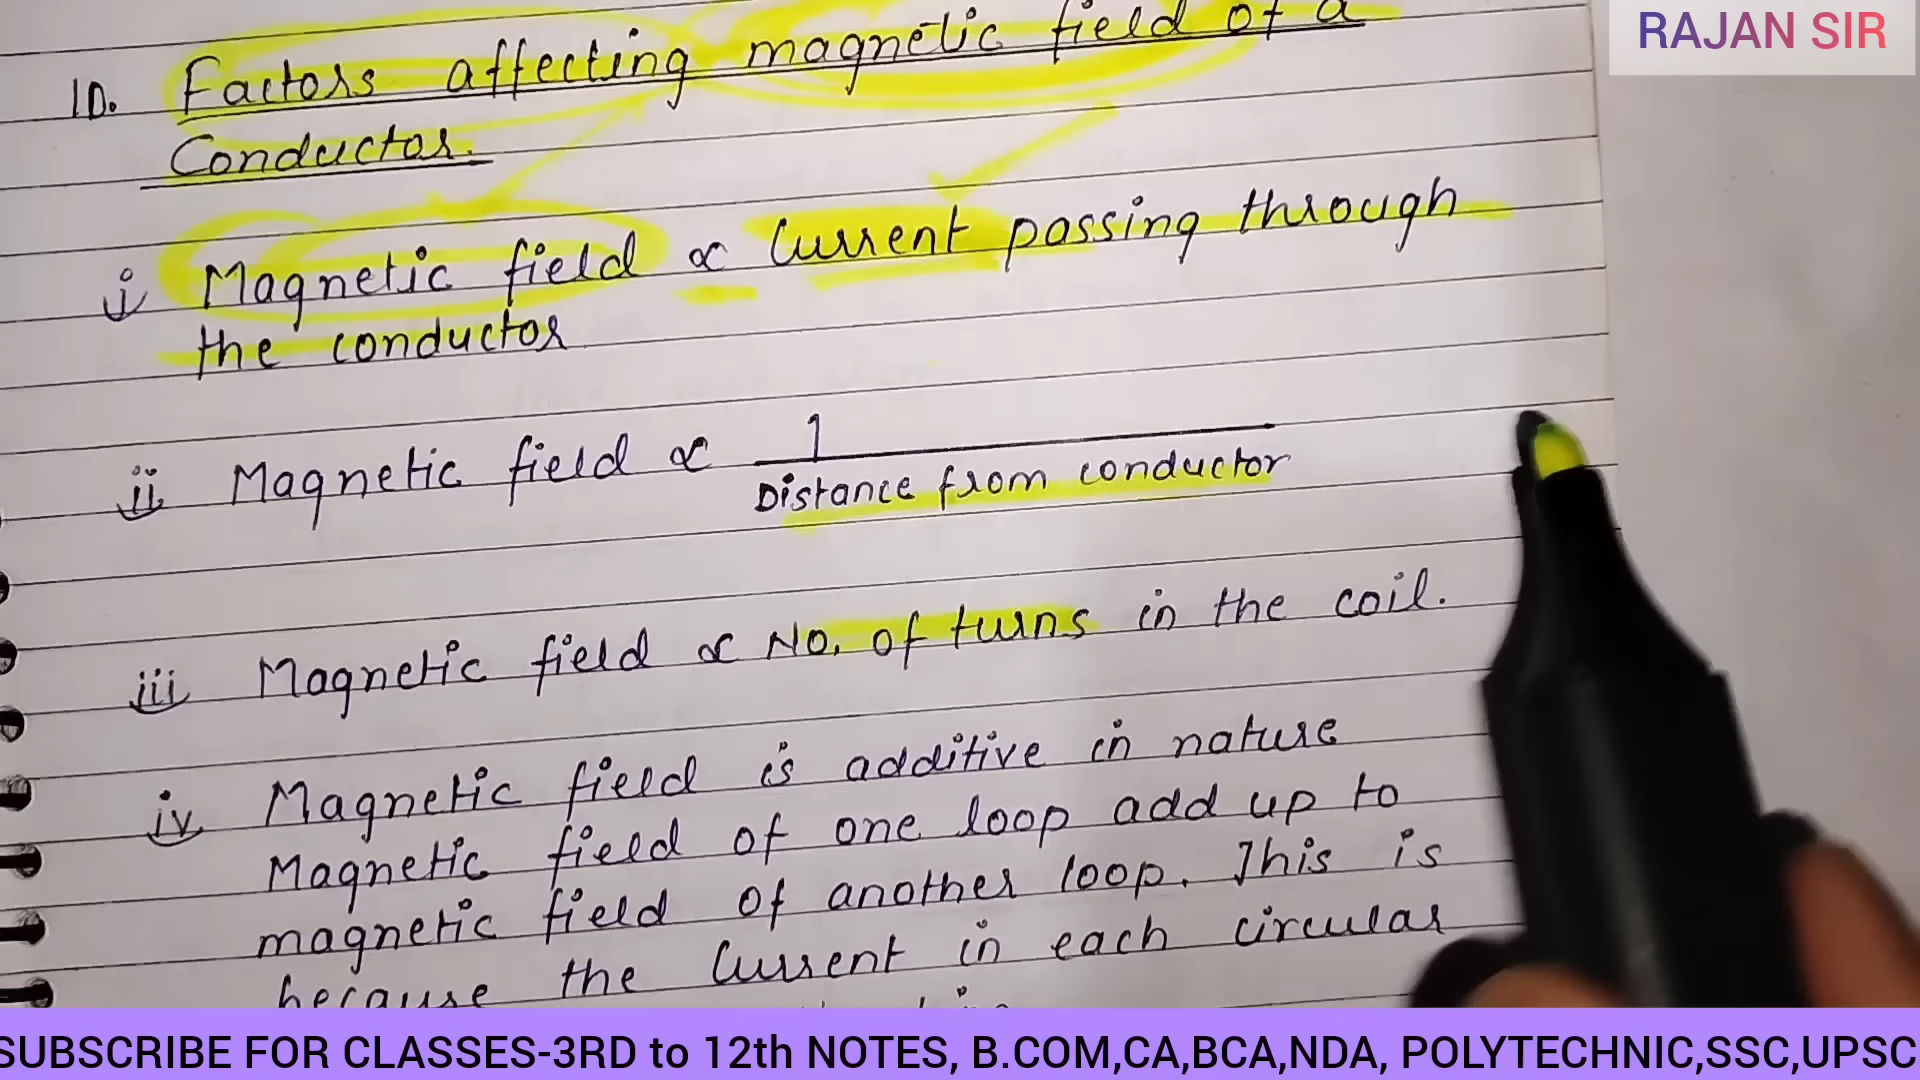 RAJAN SIR
10. Factors affecting magnetic field of a
Conductor.
i Magnetic field ∝ Current passing through
the conductor
ii Magnetic field ∝ 1
Distance from conductor
iii Magnetic field ∝ No. of turns in the coil.
iv Magnetic field is additive in nature
Magnetic field of one loop add up to
magnetic field of another loop. This is
because the Current in each circular
SUBSCRIBE FOR CLASSES-3RD to 12th NOTES, B.COM,CA,BCA,NDA, POLYTECHNIC,SSC,UPSC